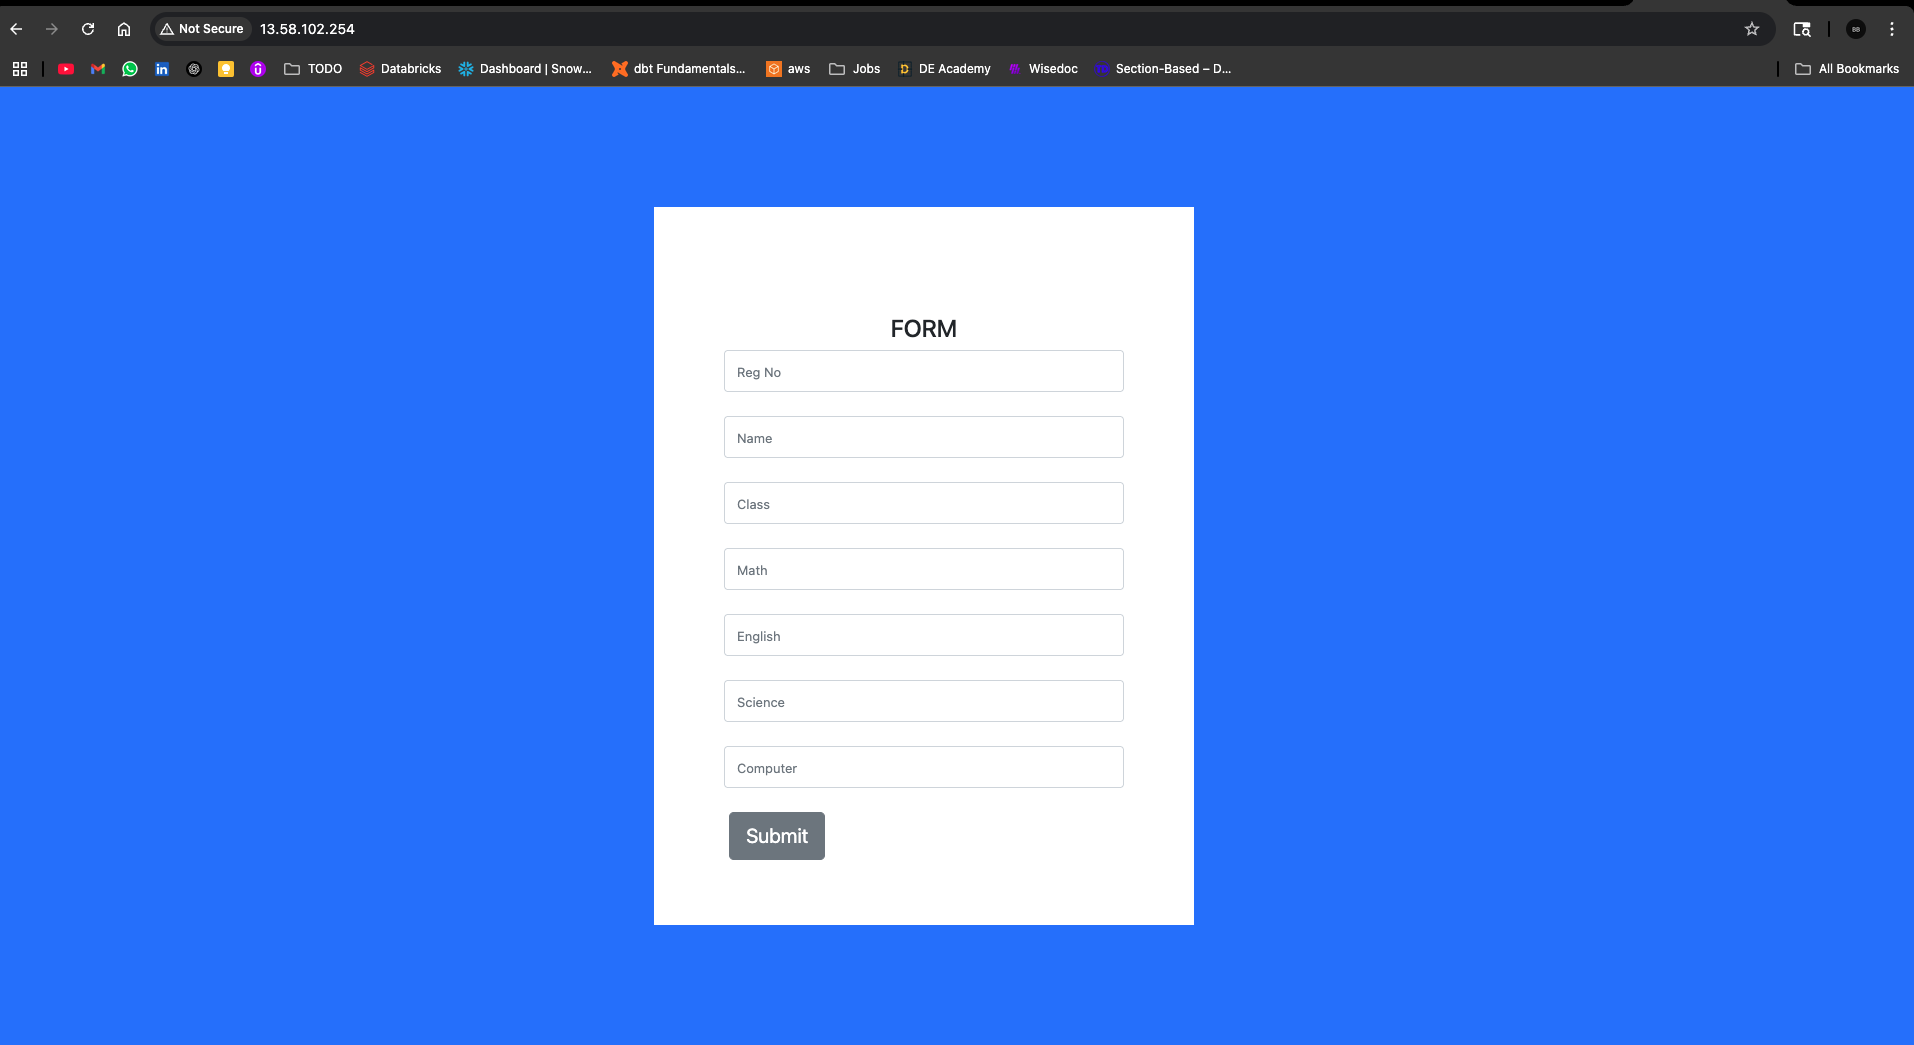 Not Secure 13.58.102.254
TODO Databricks Dashboard | Snow... dbt Fundamentals... aws Jobs DE Academy Wisedoc Section-Based – D... All Bookmarks
FORM
Reg No
Name
Class
Math
English
Science
Computer
Submit